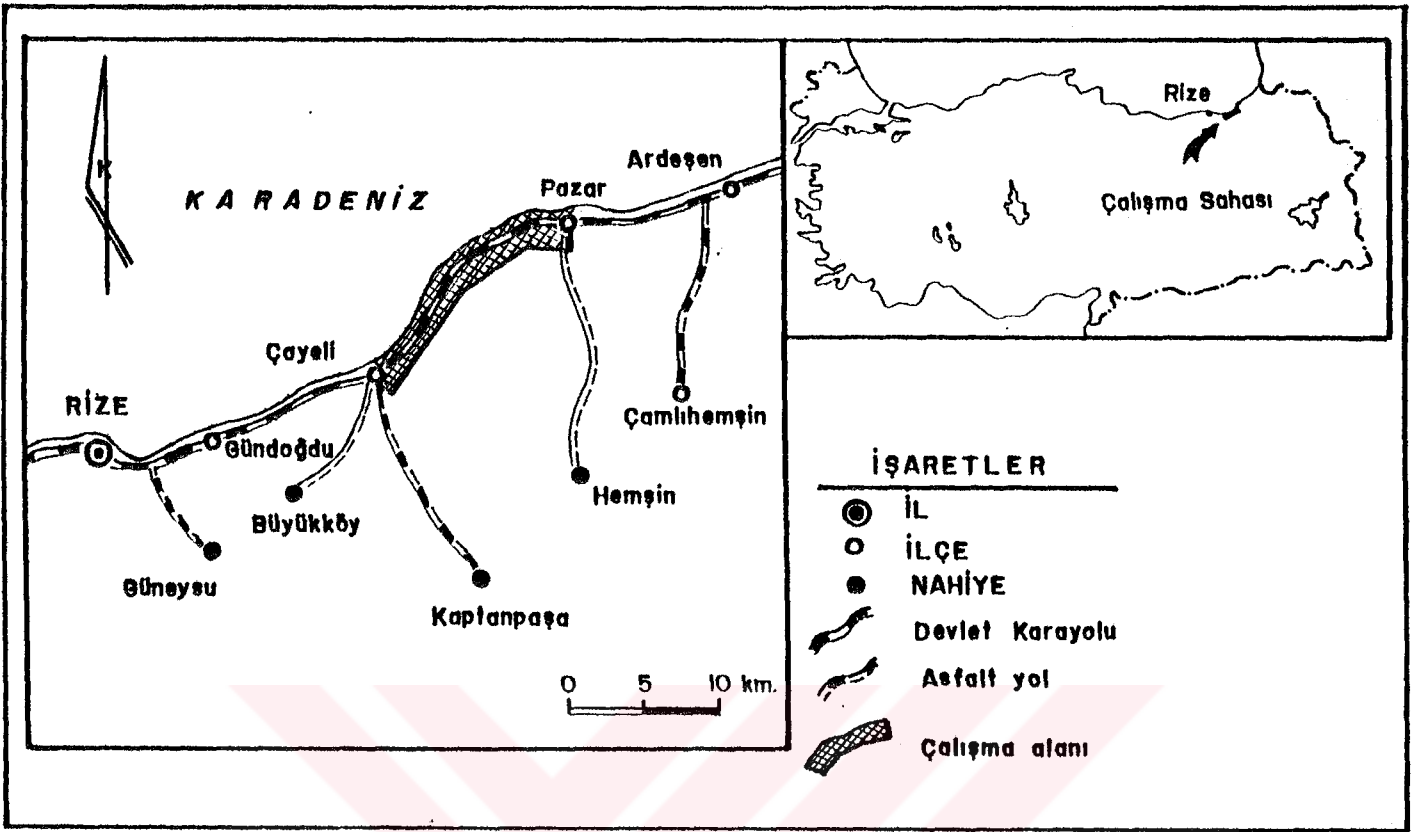 K
KARADENİZ
Ardeşen
Pazar
Çayeli
RİZE
Gündoğdu
Çamlıhemşin
Hemşin
Büyükköy
Güneysu
Kaptanpaşa
0 5 10 km.
Rize
Çalışma Sahası
İŞARETLER
İL
İLÇE
NAHİYE
Devlet Karayolu
Asfalt yol
Çalışma alanı